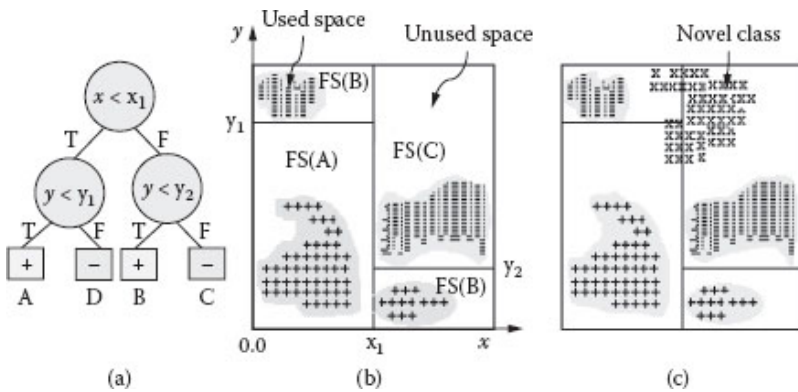 x < x1
T
F
y < y1
y < y2
T
F
T
F
+
−
+
−
A
D
B
C
(a)
y
Used space
Unused space
FS(B)
y1
FS(A)
FS(C)
FS(B)
y2
0.0
x1
x
(b)
Novel class
(c)